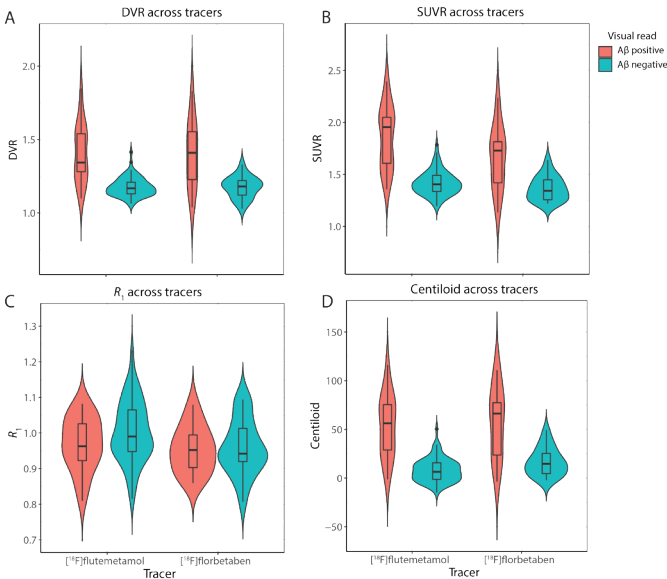 A
DVR across tracers
DVR
2.0
1.5
1.0
B
SUVR across tracers
SUVR
2.5
2.0
1.5
1.0
Visual read
Aβ positive
Aβ negative
C
R₁ across tracers
R₁
1.3
1.2
1.1
1.0
0.9
0.8
0.7
[¹⁸F]flutemetamol
[¹⁸F]florbetaben
Tracer
D
Centiloid across tracers
Centiloid
150
100
50
0
−50
[¹⁸F]flutemetamol
[¹⁸F]florbetaben
Tracer